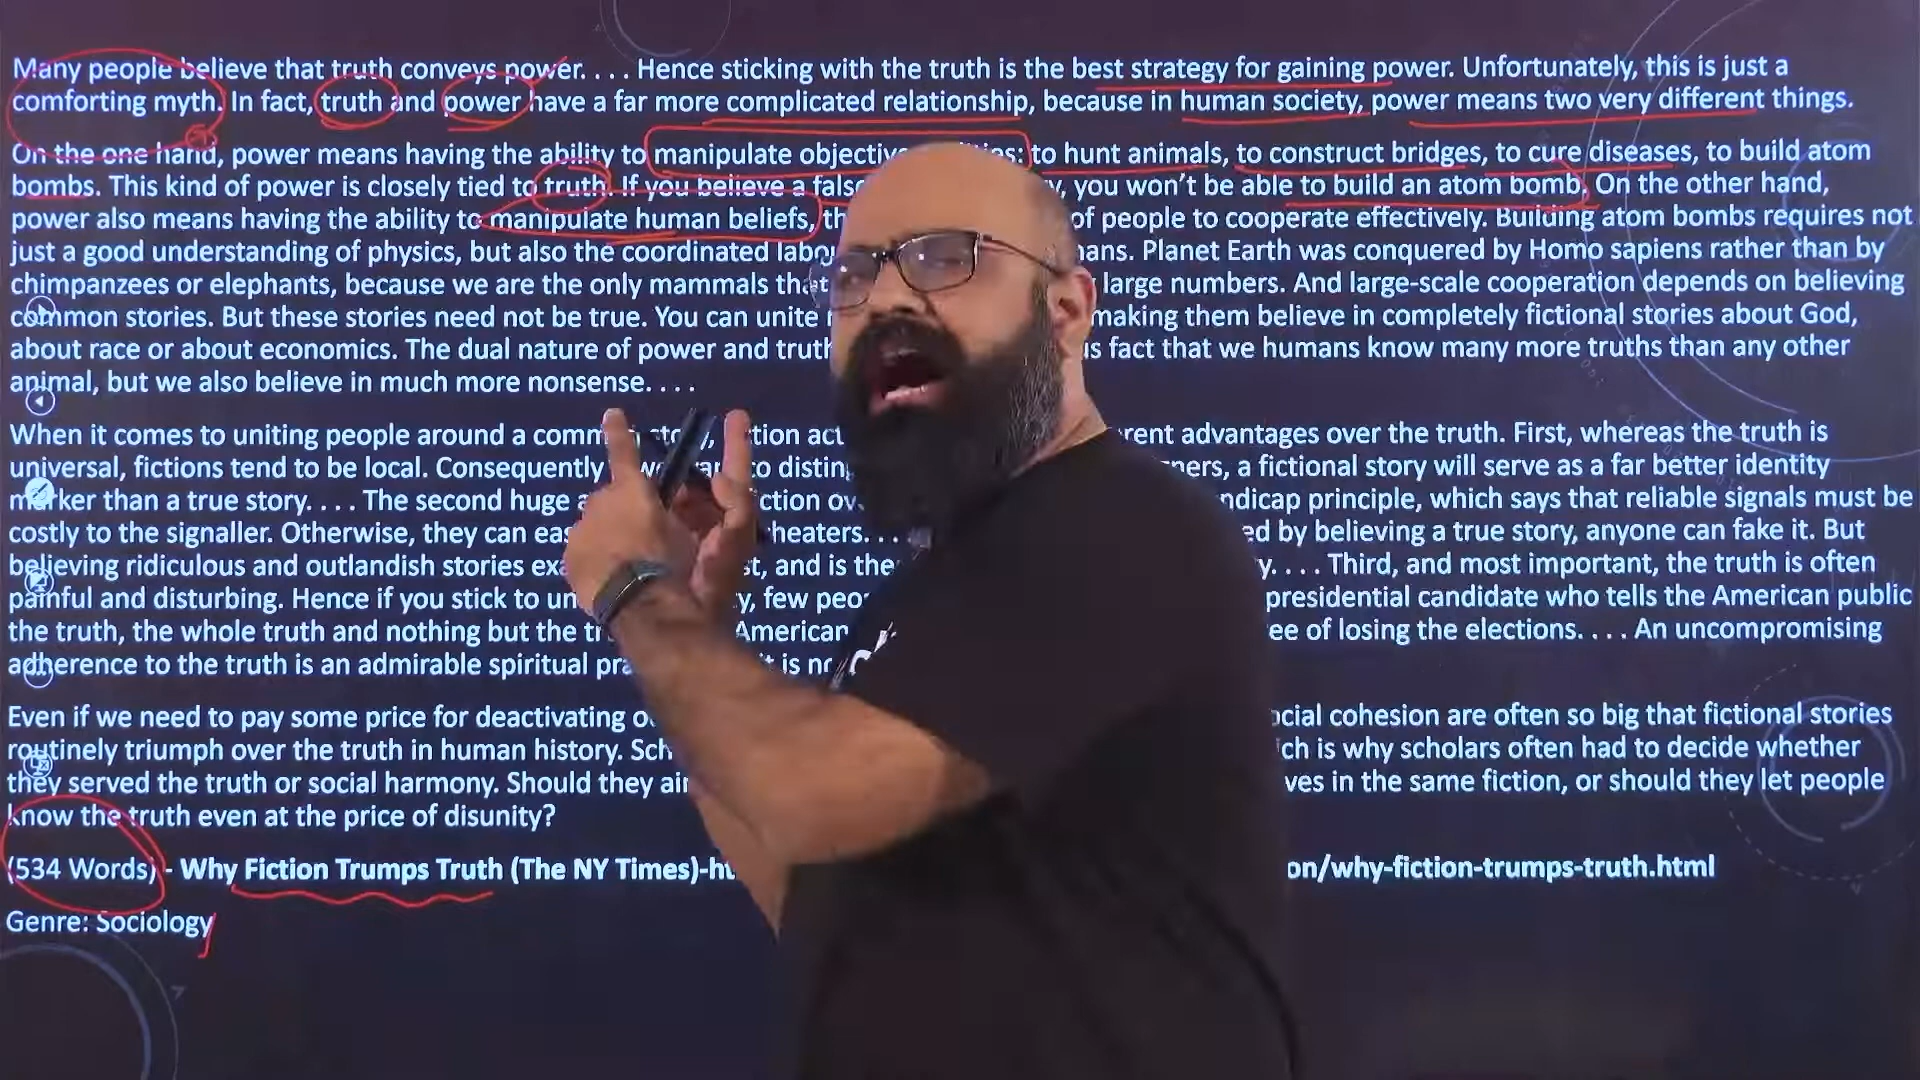 Many people believe that truth conveys power. . . . Hence sticking with the truth is the best strategy for gaining power. Unfortunately, this is just a
comforting myth. In fact, truth and power have a far more complicated relationship, because in human society, power means two very different things.
On the one hand, power means having the ability to manipulate objective to hunt animals, to construct bridges, to cure diseases, to build atom
bombs. This kind of power is closely tied to truth. If you believe a you won't be able to build an atom bomb. On the other hand,
power also means having the ability to manipulate human beliefs, of people to cooperate effectively. Building atom bombs requires not
just a good understanding of physics, but also the coordinated Planet Earth was conquered by Homo sapiens rather than by
chimpanzees or elephants, because we are the only mammals that large numbers. And large-scale cooperation depends on believing
common stories. But these stories need not be true. You can unite making them believe in completely fictional stories about God,
about race or about economics. The dual nature of power and truth fact that we humans know many more truths than any other
animal, but we also believe in much more nonsense. . . .
When it comes to uniting people around a advantages over the truth. First, whereas the truth is
universal, fictions tend to be local. Consequently a fictional story will serve as a far better identity
marker than a true story. . . . The second huge principle, which says that reliable signals must be
costly to the signaller. Otherwise, they can by believing a true story, anyone can fake it. But
believing ridiculous and outlandish stories and is Third, and most important, the truth is often
painful and disturbing. Hence if you stick to few presidential candidate who tells the American public
the truth, the whole truth and nothing but the American of losing the elections. . . . An uncompromising
adherence to the truth is an admirable spiritual is
Even if we need to pay some price for deactivating cohesion are often so big that fictional stories
routinely triumph over the truth in human history. is why scholars often had to decide whether
they served the truth or social harmony. Should they in the same fiction, or should they let people
know the truth even at the price of disunity?
(534 Words) - Why Fiction Trumps Truth (The NY Times)- on/why-fiction-trumps-truth.html
Genre: Sociology